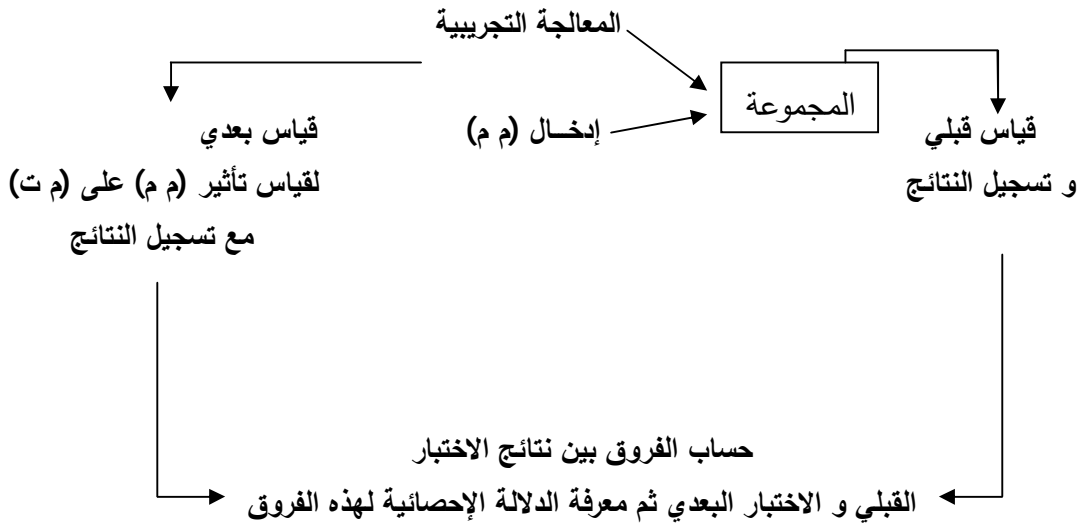 المعالجة التجريبية
المجموعة
قياس قبلي
و تسجيل النتائج
إدخـــال (م م)
قياس بعدي
لقياس تأثير (م م) على (م ت)
مع تسجيل النتائج
حساب الفروق بين نتائج الاختبار
القبلي و الاختبار البعدي ثم معرفة الدلالة الإحصائية لهذه الفروق